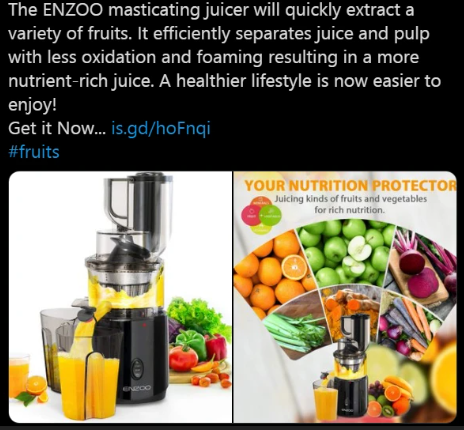 The ENZOO masticating juicer will quickly extract a
variety of fruits. It efficiently separates juice and pulp
with less oxidation and foaming resulting in a more
nutrient-rich juice. A healthier lifestyle is now easier to
enjoy!
Get it Now... is.gd/hoFnqi
#fruits
YOUR NUTRITION PROTECTOR
Juicing kinds of fruits and vegetables
for rich nutrition.
ENZOO
ENZOO